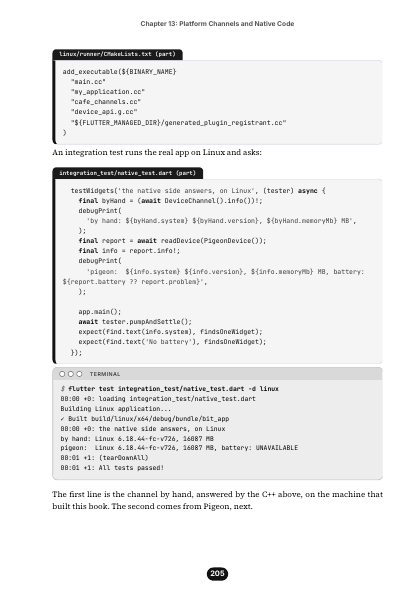 Chapter 13: Platform Channels and Native Code
linux/runner/CMakeLists.txt (part)
add_executable(${BINARY_NAME}
  "main.cc"
  "my_application.cc"
  "cafe_channels.cc"
  "device_api.g.cc"
  "${FLUTTER_MANAGED_DIR}/generated_plugin_registrant.cc"
)
An integration test runs the real app on Linux and asks:
integration_test/native_test.dart (part)
  testWidgets('the native side answers, on Linux', (tester) async {
    final byHand = (await DeviceChannel().info())!;
    debugPrint(
      'by hand: ${byHand.system} ${byHand.version}, ${byHand.memoryMb} MB',
    );
    final report = await readDevice(PigeonDevice());
    final info = report.info!;
    debugPrint(
      'pigeon:  ${info.system} ${info.version}, ${info.memoryMb} MB, battery:
${report.battery ?? report.problem}',
    );

    app.main();
    await tester.pumpAndSettle();
    expect(find.text(info.system), findsOneWidget);
    expect(find.text('No battery'), findsOneWidget);
  });
TERMINAL
$ flutter test integration_test/native_test.dart -d linux
00:00 +0: loading integration_test/native_test.dart
Building Linux application...
✓ Built build/linux/x64/debug/bundle/bit_app
00:00 +0: the native side answers, on Linux
by hand: Linux 6.18.44-fc-v726, 16087 MB
pigeon:  Linux 6.18.44-fc-v726, 16087 MB, battery: UNAVAILABLE
00:01 +1: (tearDownAll)
00:01 +1: All tests passed!
The first line is the channel by hand, answered by the C++ above, on the machine that
built this book. The second comes from Pigeon, next.
205